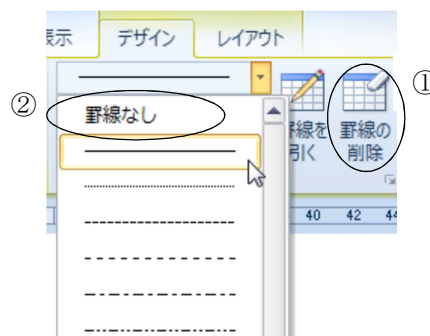 表示 デザイン レイアウト
①
②
罫線なし
罫線を
引く
罫線の
削除
40 42 44